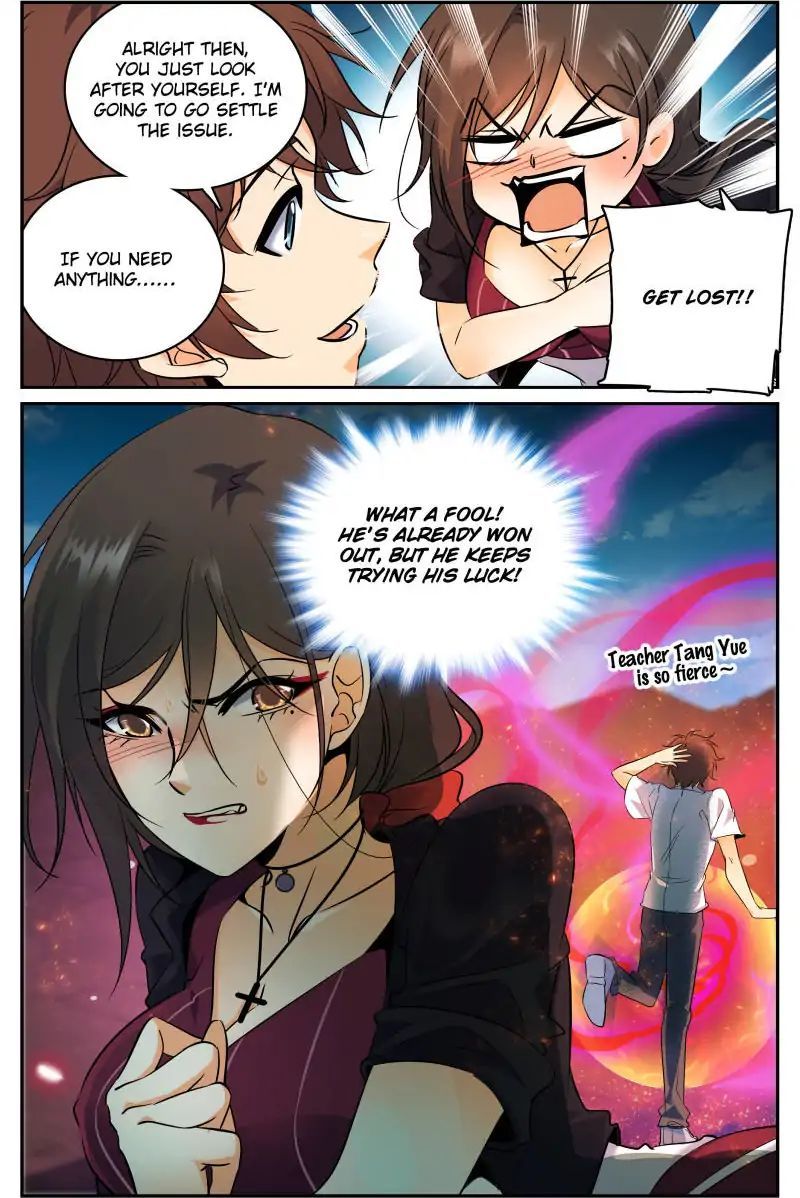 ALRIGHT THEN,
YOU JUST LOOK
AFTER YOURSELF. I'M
GOING TO GO SETTLE
THE ISSUE.
IF YOU NEED
ANYTHING......
GET LOST!!
WHAT A FOOL!
HE'S ALREADY WON
OUT, BUT HE KEEPS
TRYING HIS LUCK!
Teacher Tang Yue
is so fierce~